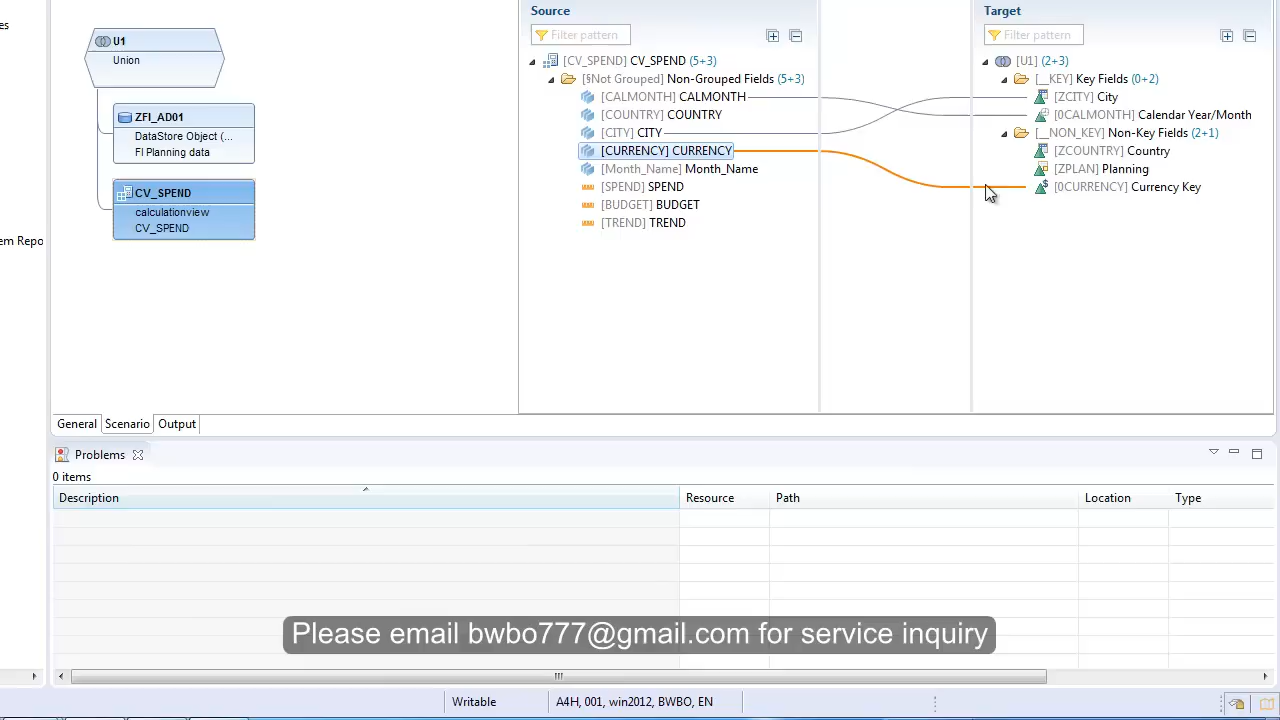 es
em Repo
U1
Union
ZFI_AD01
DataStore Object (...
FI Planning data
CV_SPEND
calculationview
CV_SPEND
Source
Filter pattern
[CV_SPEND] CV_SPEND (5+3)
[§Not Grouped] Non-Grouped Fields (5+3)
[CALMONTH] CALMONTH
[COUNTRY] COUNTRY
[CITY] CITY
[CURRENCY] CURRENCY
[Month_Name] Month_Name
[SPEND] SPEND
[BUDGET] BUDGET
[TREND] TREND
Target
Filter pattern
[U1] (2+3)
[__KEY] Key Fields (0+2)
[ZCITY] City
[0CALMONTH] Calendar Year/Month
[__NON_KEY] Non-Key Fields (2+1)
[ZCOUNTRY] Country
[ZPLAN] Planning
[0CURRENCY] Currency Key
General Scenario Output
Problems
0 items
Description Resource Path Location Type
Please email bwbo777@gmail.com for service inquiry
Writable A4H, 001, win2012, BWBO, EN